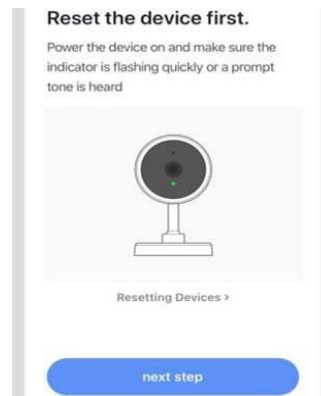 Reset the device first.
Power the device on and make sure the
indicator is flashing quickly or a prompt
tone is heard
Resetting Devices >
next step